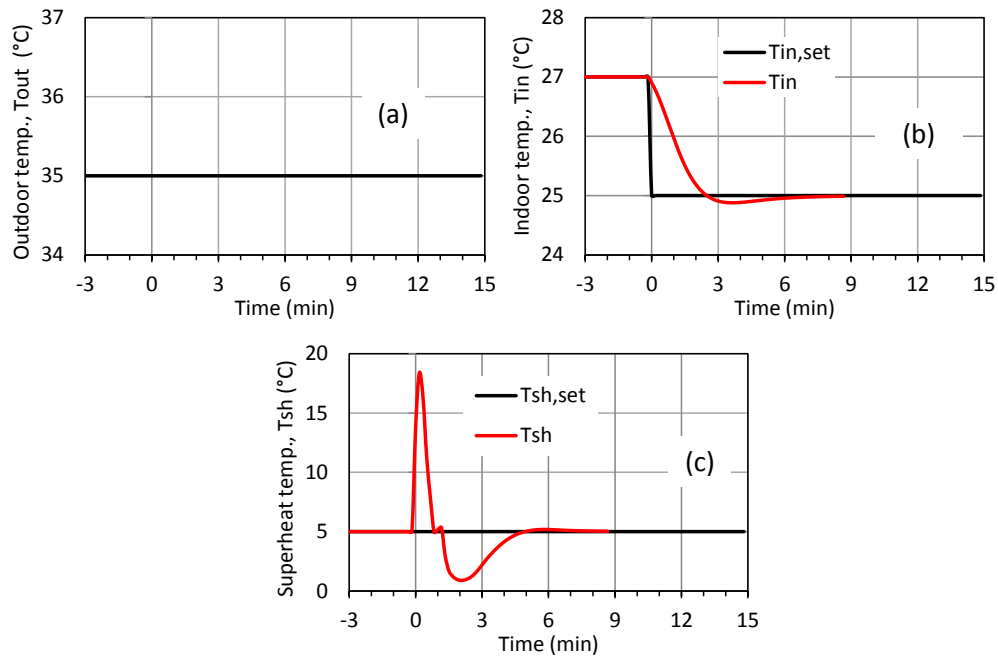 Outdoor temp., Tout (°C)
37
36
35
34
-3 0 3 6 9 12 15
Time (min)
(a)
Indoor temp., Tin (°C)
28
27
26
25
24
-3 0 3 6 9 12 15
Time (min)
Tin,set
Tin
(b)
Superheat temp., Tsh (°C)
20
15
10
5
0
-3 0 3 6 9 12 15
Time (min)
Tsh,set
Tsh
(c)